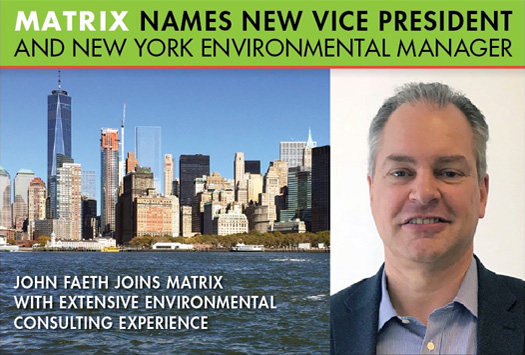 MATRIX NAMES NEW VICE PRESIDENT
AND NEW YORK ENVIRONMENTAL MANAGER
JOHN FAETH JOINS MATRIX
WITH EXTENSIVE ENVIRONMENTAL
CONSULTING EXPERIENCE